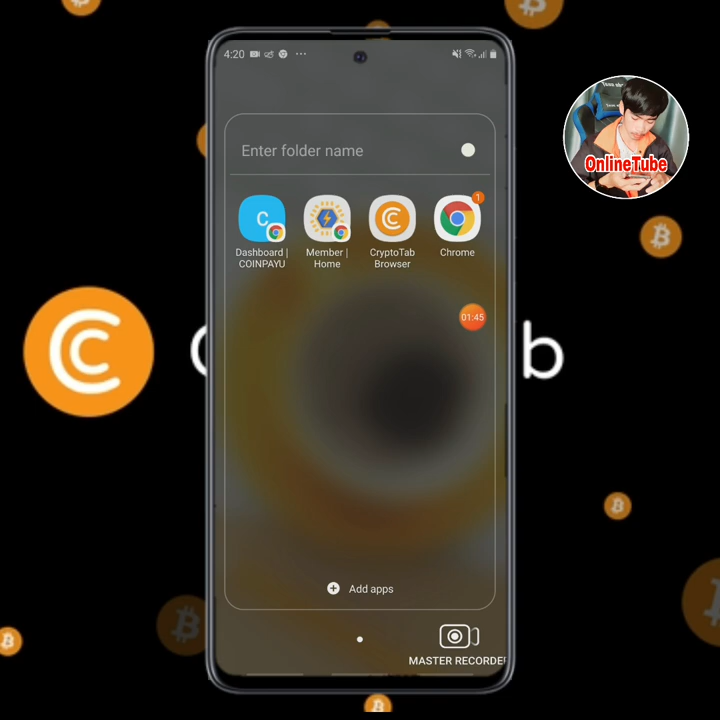 4:20
OnlineTube
Enter folder name
C
1
Dashboard |
COINPAYU
Member |
Home
CryptoTab
Browser
Chrome
01:45
b
Add apps
MASTER RECORDER